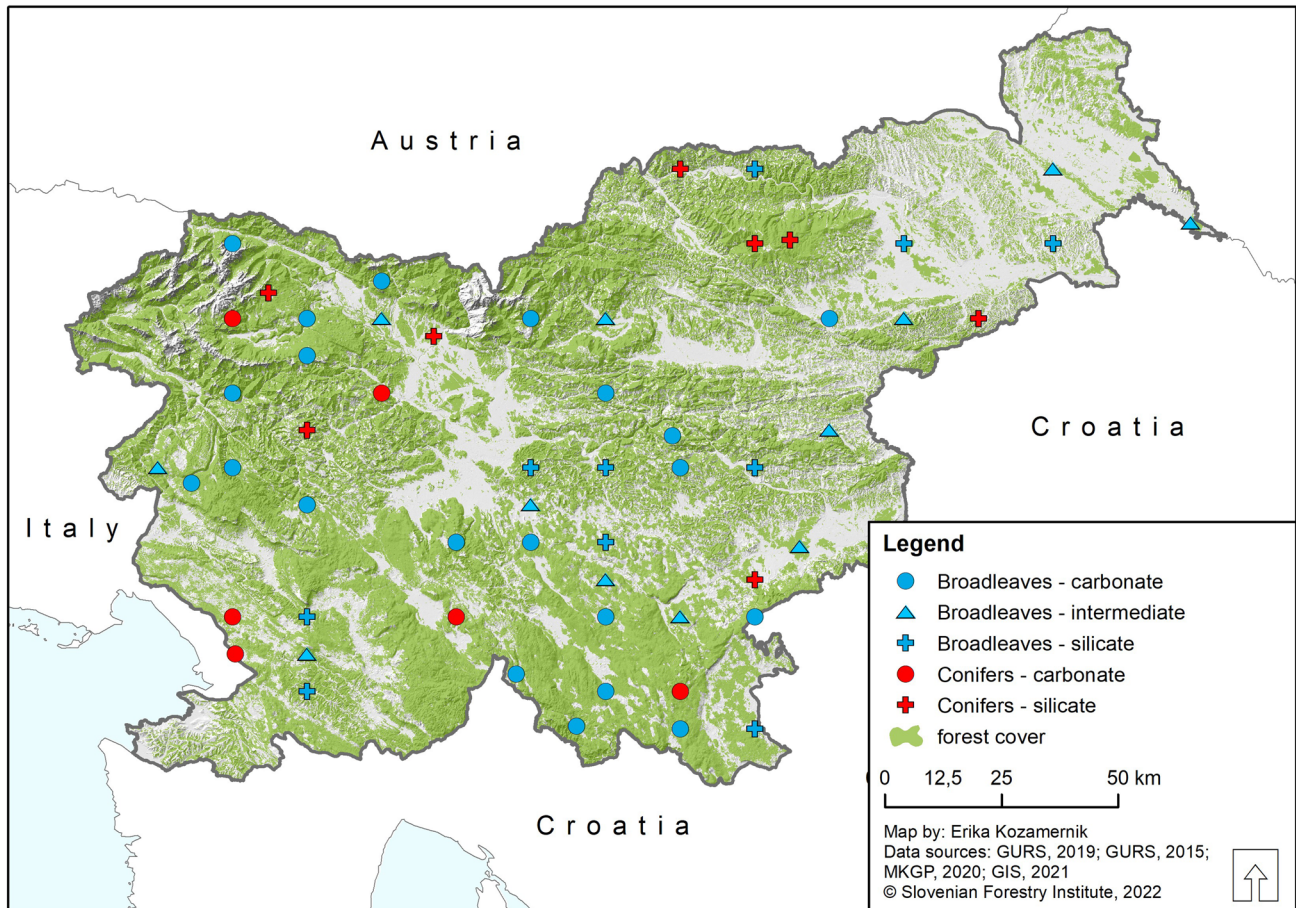 Austria
Croatia
Italy
Croatia
Legend
Broadleaves - carbonate
Broadleaves - intermediate
Broadleaves - silicate
Conifers - carbonate
Conifers - silicate
forest cover
0 12,5 25 50 km
Map by: Erika Kozamernik
Data sources: GURS, 2019; GURS, 2015;
MKGP, 2020; GIS, 2021
© Slovenian Forestry Institute, 2022